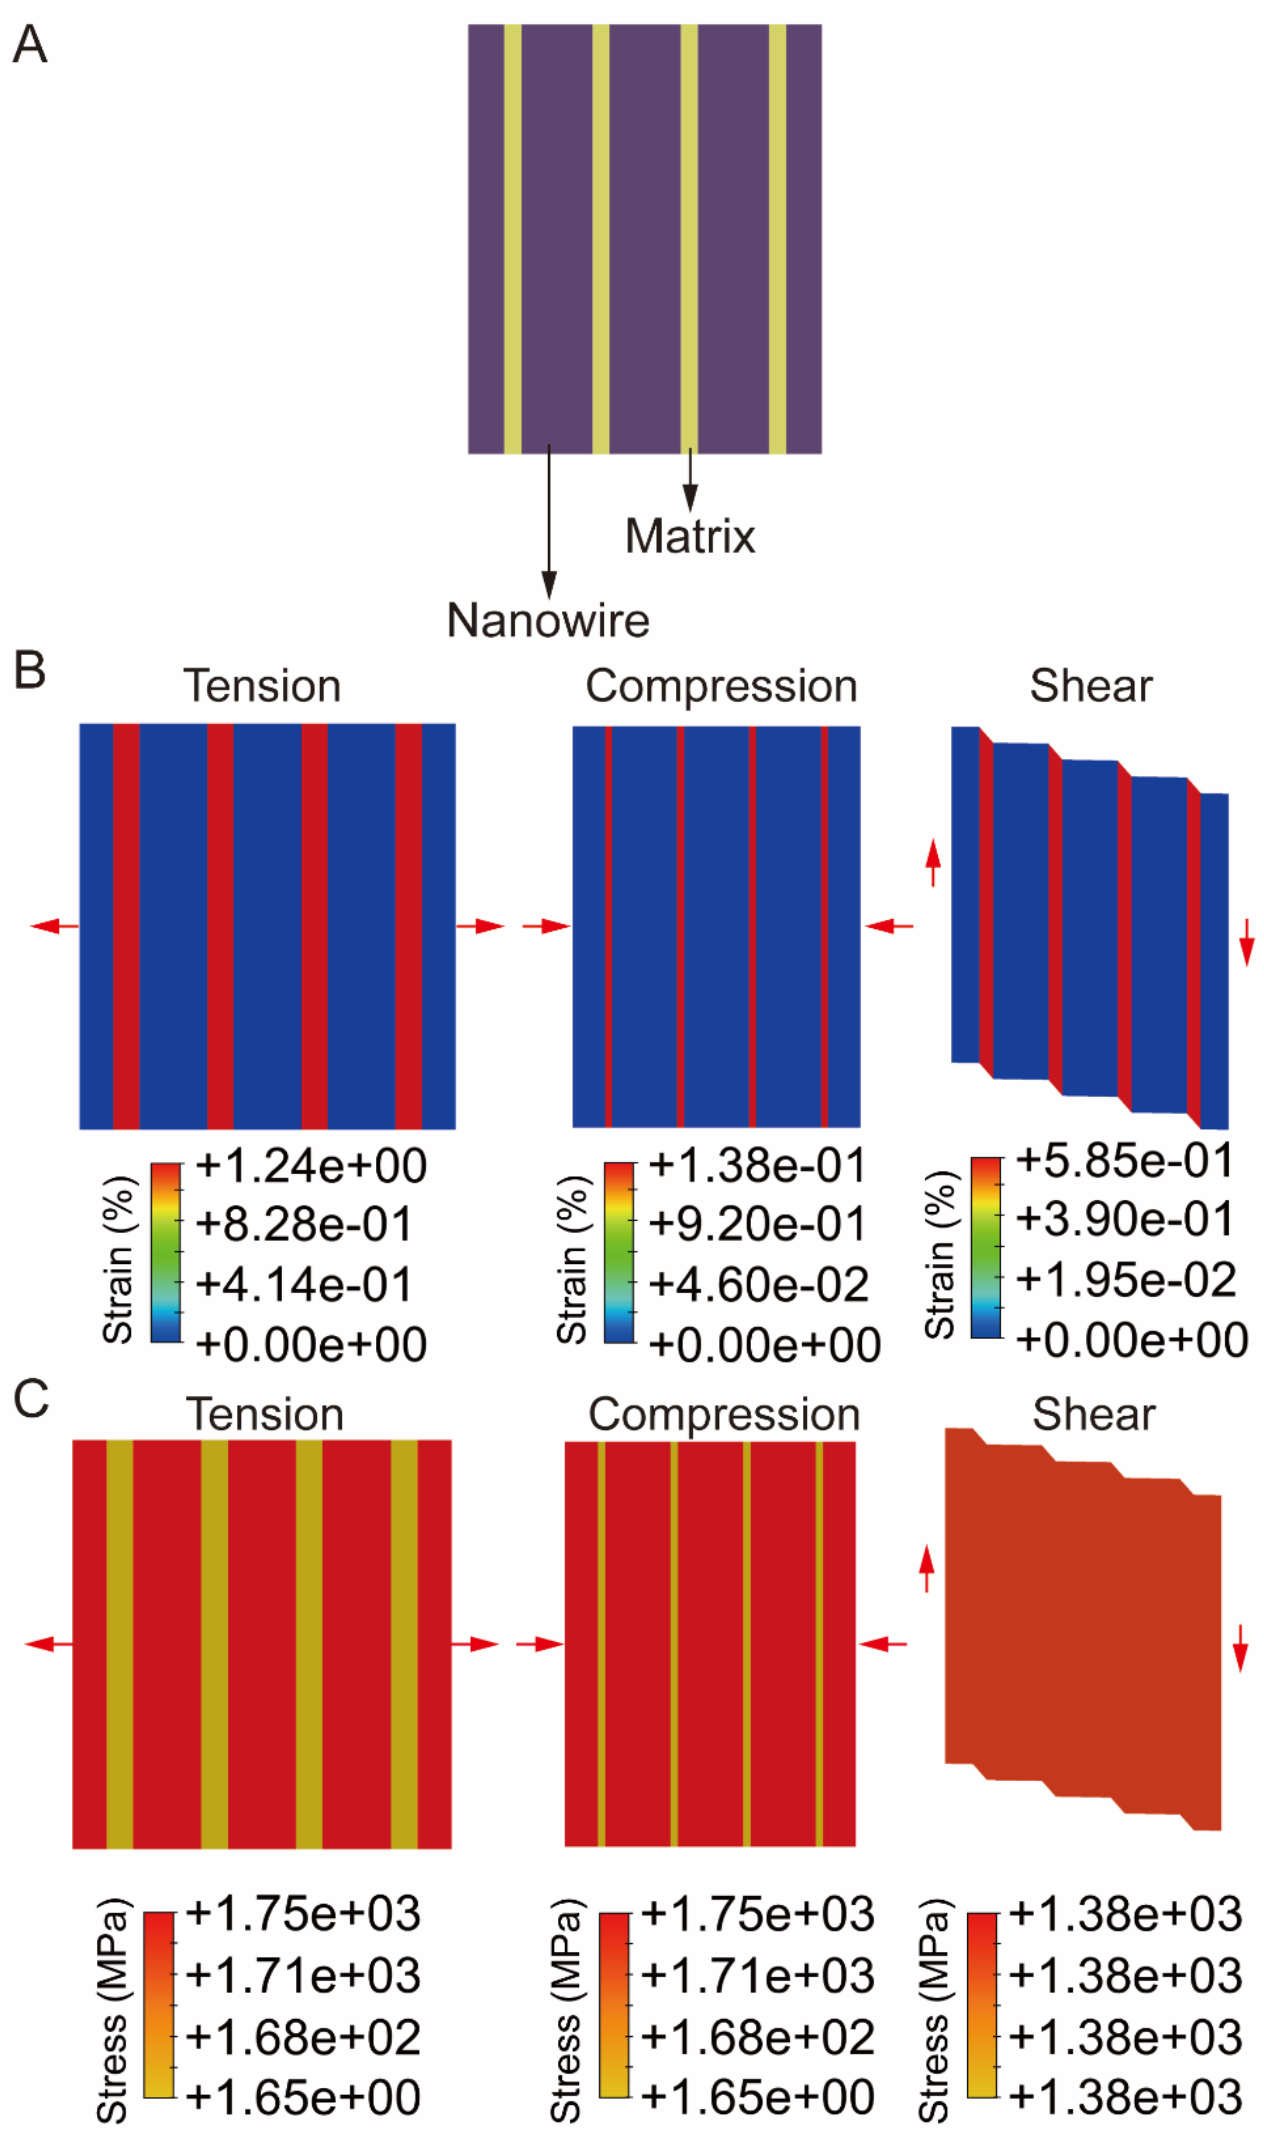 A
Matrix
Nanowire
B
Tension
Compression
Shear
Strain (%)
+1.24e+00
+8.28e-01
+4.14e-01
+0.00e+00
Strain (%)
+1.38e-01
+9.20e-01
+4.60e-02
+0.00e+00
Strain (%)
+5.85e-01
+3.90e-01
+1.95e-02
+0.00e+00
C
Tension
Compression
Shear
Stress (MPa)
+1.75e+03
+1.71e+03
+1.68e+02
+1.65e+00
Stress (MPa)
+1.75e+03
+1.71e+03
+1.68e+02
+1.65e+00
Stress (MPa)
+1.38e+03
+1.38e+03
+1.38e+03
+1.38e+03